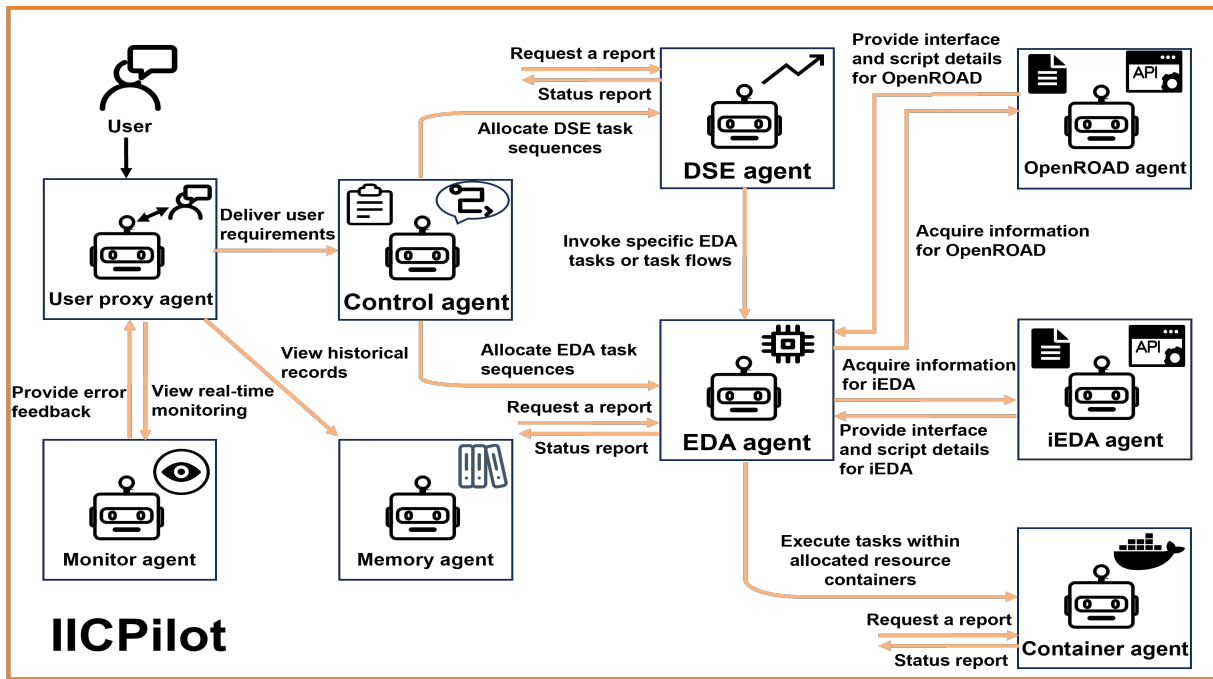 Request a report
Status report
Provide interface
and script details
for OpenROAD
API
User
Allocate DSE task
sequences
DSE agent
OpenROAD agent
Deliver user
requirements
Invoke specific EDA
tasks or task flows
Acquire information
for OpenROAD
User proxy agent
Control agent
View historical
records
Allocate EDA task
sequences
API
Acquire information
for iEDA
Provide error
feedback
View real-time
monitoring
Request a report
Status report
EDA agent
Provide interface
and script details
for iEDA
iEDA agent
Monitor agent
Memory agent
Execute tasks within
allocated resource
containers
IICPilot
Request a report
Status report
Container agent